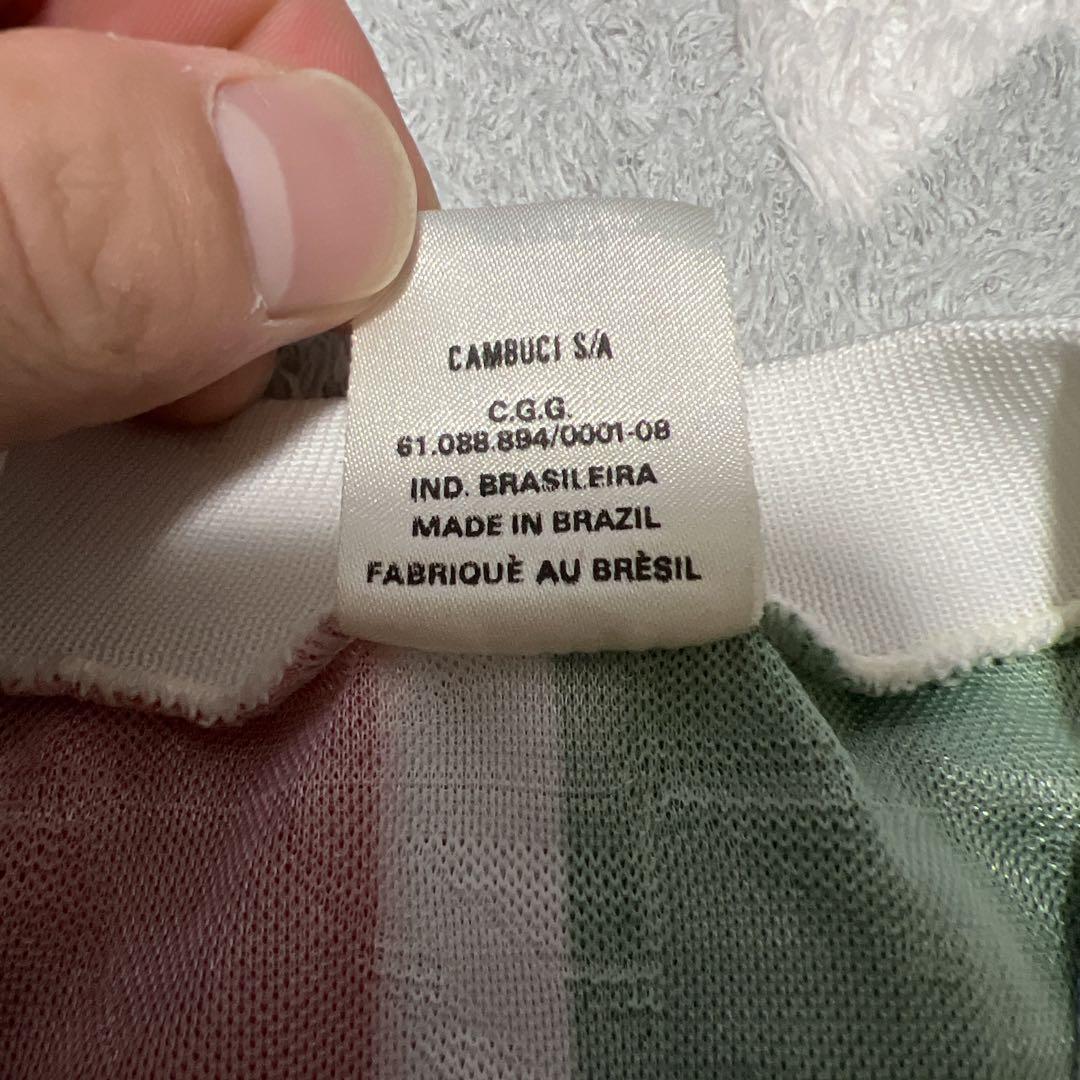 CAMBUCI S/A
C.G.G.
61.088.894/0001-08
IND. BRASILEIRA
MADE IN BRAZIL
FABRIQUÈ AU BRÈSIL